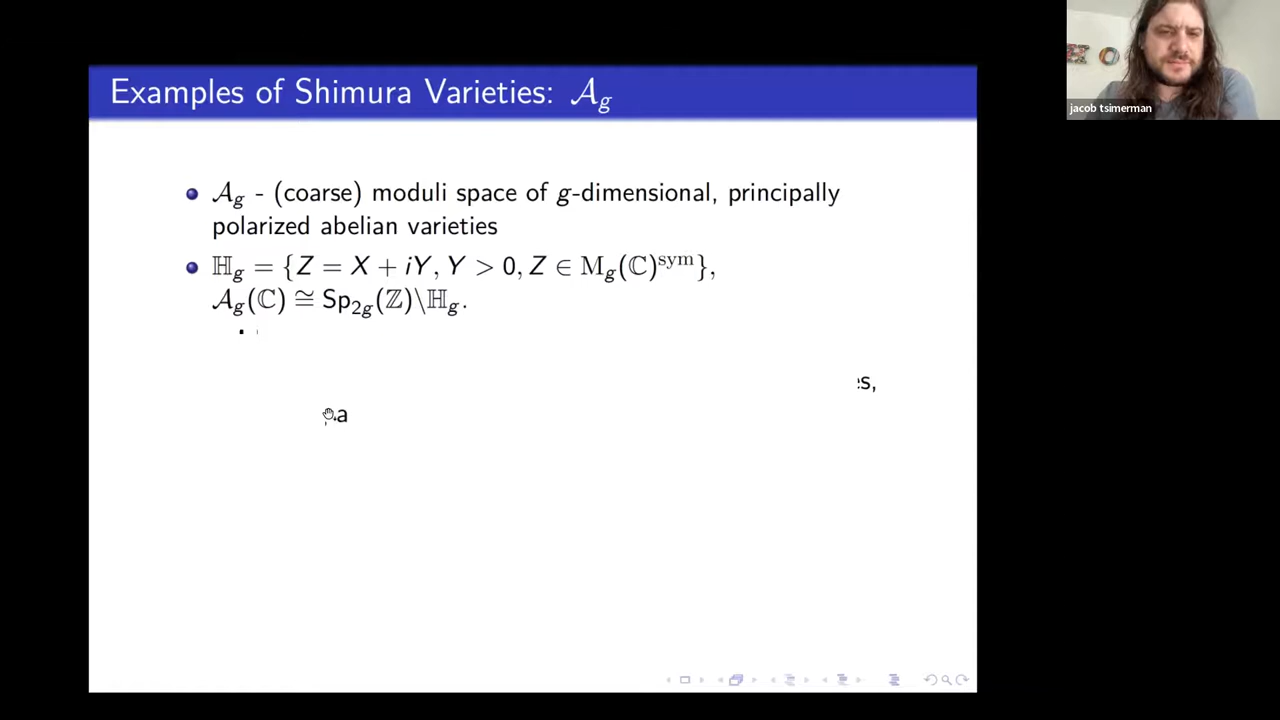 Examples of Shimura Varieties: 𝒜_g
jacob tsimerman
𝒜_g - (coarse) moduli space of g-dimensional, principally
polarized abelian varieties
ℍ_g = {Z = X + iY, Y > 0, Z ∈ M_g(ℂ)^sym},
𝒜_g(ℂ) ≅ Sp_2g(ℤ)\ℍ_g.
s,
a